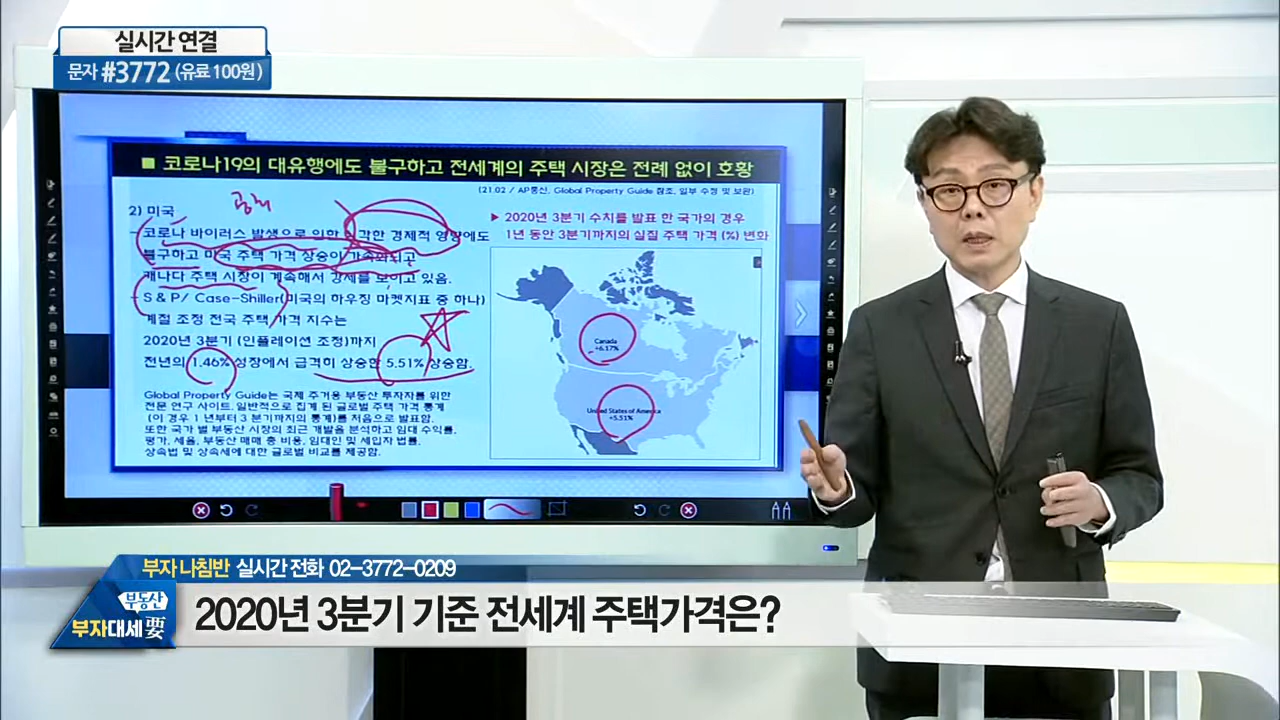 실시간 연결
문자 #3772 (유료 100원)
■ 코로나19의 대유행에도 불구하고 전세계의 주택 시장은 전례 없이 호황
(21.02 / AP통신, Global Property Guide 참조, 일부 수정 및 보완)
2) 미국
- 코로나 바이러스 발생으로 인한 각한 경제적 영향에도
불구하고 미국 주택 가격 상승이 가속화되고
캐나다 주택 시장이 계속해서 강세를 보이고 있음.
- S & P/ Case-Shiller(미국의 하우징 마켓지표 중 하나)
계절 조정 전국 주택 가격 지수는
2020년 3분기 (인플레이션 조정)까지
전년의 1.46% 성장에서 급격히 상승한 5.51% 상승함.
Global Property Guide는 국제 주거용 부동산 투자자를 위한
전문 연구 사이트. 일반적으로 집계 된 글로벌 주택 가격 통계
(이 경우 1 년부터 3 분기까지의 통계)를 처음으로 발표함.
또한 국가 별 부동산 시장의 최근 개발을 분석하고 임대 수익률,
평가, 세율, 부동산 매매 총 비용, 임대인 및 세입자 법률,
상속법 및 상속세에 대한 글로벌 비교를 제공함.
▶ 2020년 3분기 수치를 발표 한 국가의 경우
1년 동안 3분기까지의 실질 주택 가격 (%) 변화
Canada
+6.17%
United States of America
+5.51%
부자 나침반 실시간 전화 02-3772-0209
부동산
부자대세 要
2020년 3분기 기준 전세계 주택가격은?